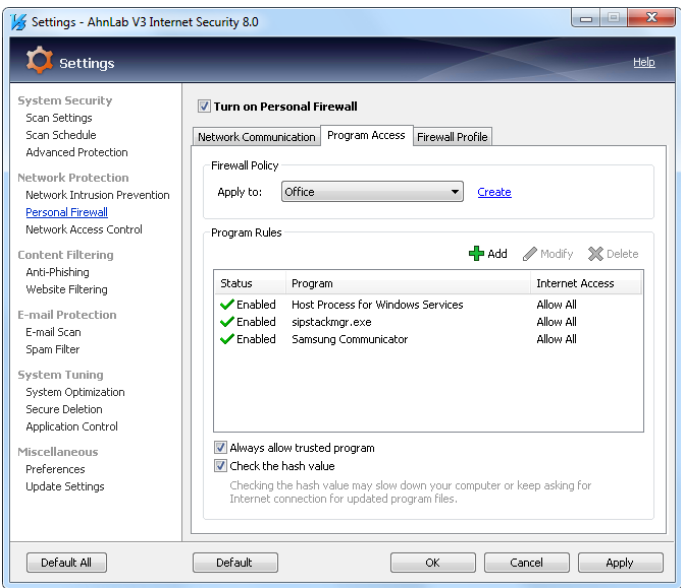 Settings - AhnLab V3 Internet Security 8.0
Settings
Help
System Security
Scan Settings
Scan Schedule
Advanced Protection
Network Protection
Network Intrusion Prevention
Personal Firewall
Network Access Control
Content Filtering
Anti-Phishing
Website Filtering
E-mail Protection
E-mail Scan
Spam Filter
System Tuning
System Optimization
Secure Deletion
Application Control
Miscellaneous
Preferences
Update Settings
Turn on Personal Firewall
Network Communication Program Access Firewall Profile
Firewall Policy
Apply to: Office Create
Program Rules
Add Modify Delete
Status Program Internet Access
Enabled Host Process for Windows Services Allow All
Enabled sipstackmgr.exe Allow All
Enabled Samsung Communicator Allow All
Always allow trusted program
Check the hash value
Checking the hash value may slow down your computer or keep asking for
Internet connection for updated program files.
Default All Default OK Cancel Apply